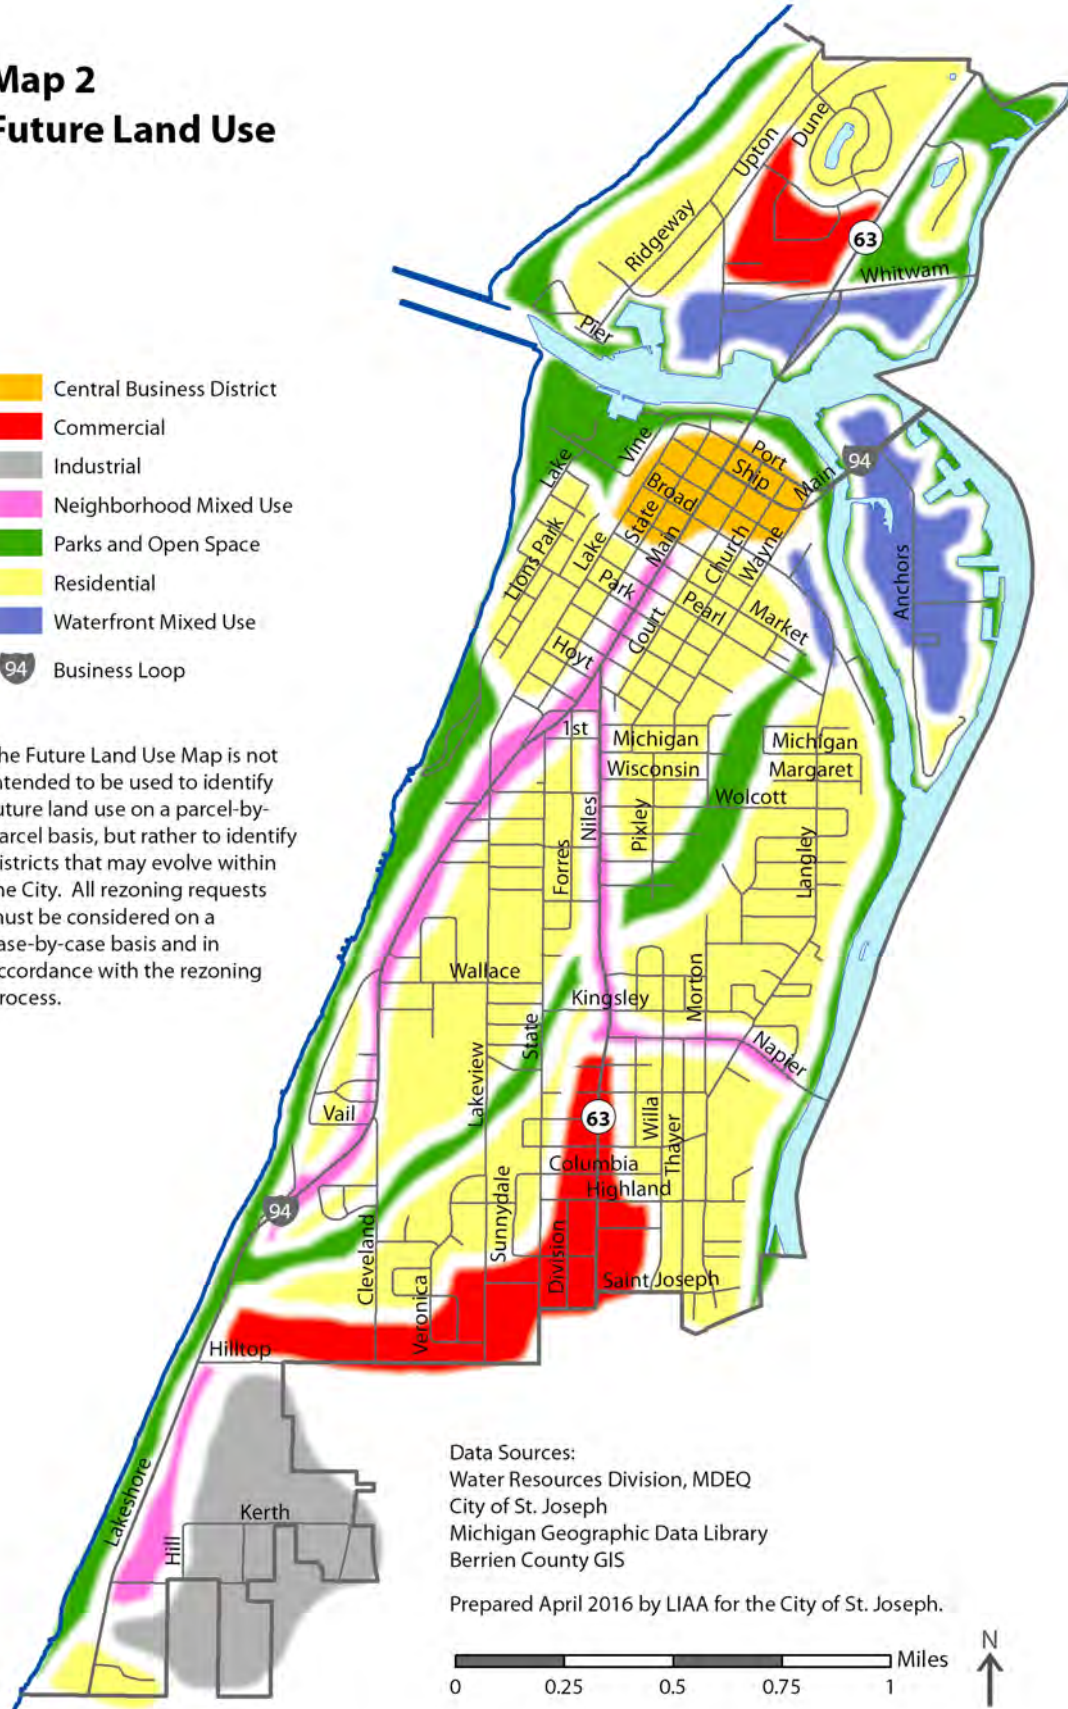 Map 2
Future Land Use
Central Business District
Commercial
Industrial
Neighborhood Mixed Use
Parks and Open Space
Residential
Waterfront Mixed Use
94 Business Loop
he Future Land Use Map is not
ntended to be used to identify
uture land use on a parcel-by-
arcel basis, but rather to identify
istricts that may evolve within
he City. All rezoning requests
ust be considered on a
ase-by-case basis and in
ccordance with the rezoning
rocess.
Dune
Upton
Ridgeway
63
Whitwam
Pier
Vine
Lake
Port
Ship
Main
94
Broad
State
Main
Church
Wayne
Lions Park
Lake
Park
Pearl
Market
Court
Hoyt
Anchors
1st
Michigan
Michigan
Wisconsin
Margaret
Wolcott
Niles
Pixley
Forres
Langley
Wallace
Kingsley
Morton
State
Napier
Lakeview
Vail
63
Willa
Thayer
Columbia
Highland
94
Sunnydale
Cleveland
Division
Saint Joseph
Veronica
Hilltop
Lakeshore
Kerth
Hill
Data Sources:
Water Resources Division, MDEQ
City of St. Joseph
Michigan Geographic Data Library
Berrien County GIS
Prepared April 2016 by LIAA for the City of St. Joseph.
Miles
0 0.25 0.5 0.75 1
N